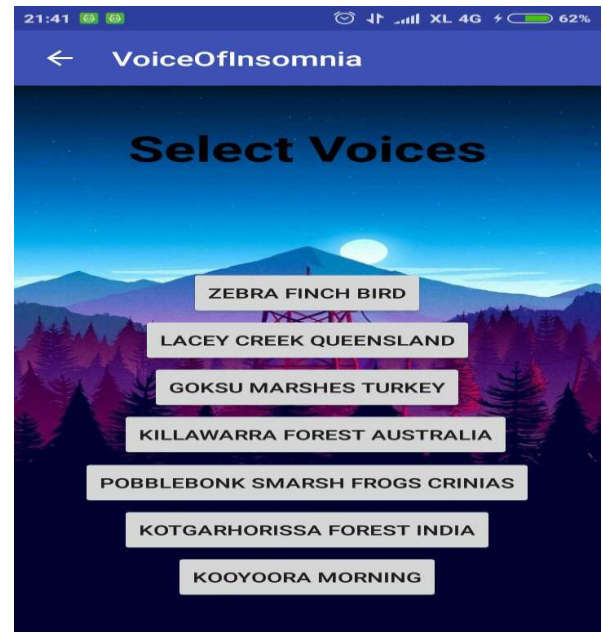 21:41 XL 4G 62%
VoiceOfInsomnia
Select Voices
ZEBRA FINCH BIRD
LACEY CREEK QUEENSLAND
GOKSU MARSHES TURKEY
KILLAWARRA FOREST AUSTRALIA
POBBLEBONK SMARSH FROGS CRINIAS
KOTGARHORISSA FOREST INDIA
KOOYOORA MORNING